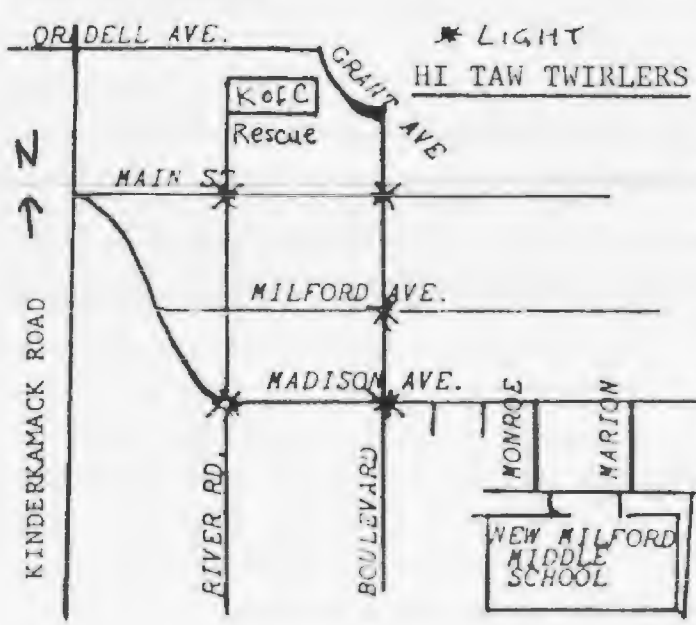 ORADELL AVE.
* LIGHT
HI TAW TWIRLERS
GRANT AVE
K of C
Rescue
N
MAIN ST
KINDERKAMACK ROAD
MILFORD AVE.
MADISON AVE.
RIVER RD.
BOULEVARD
MONROE
MARION
NEW MILFORD
MIDDLE
SCHOOL